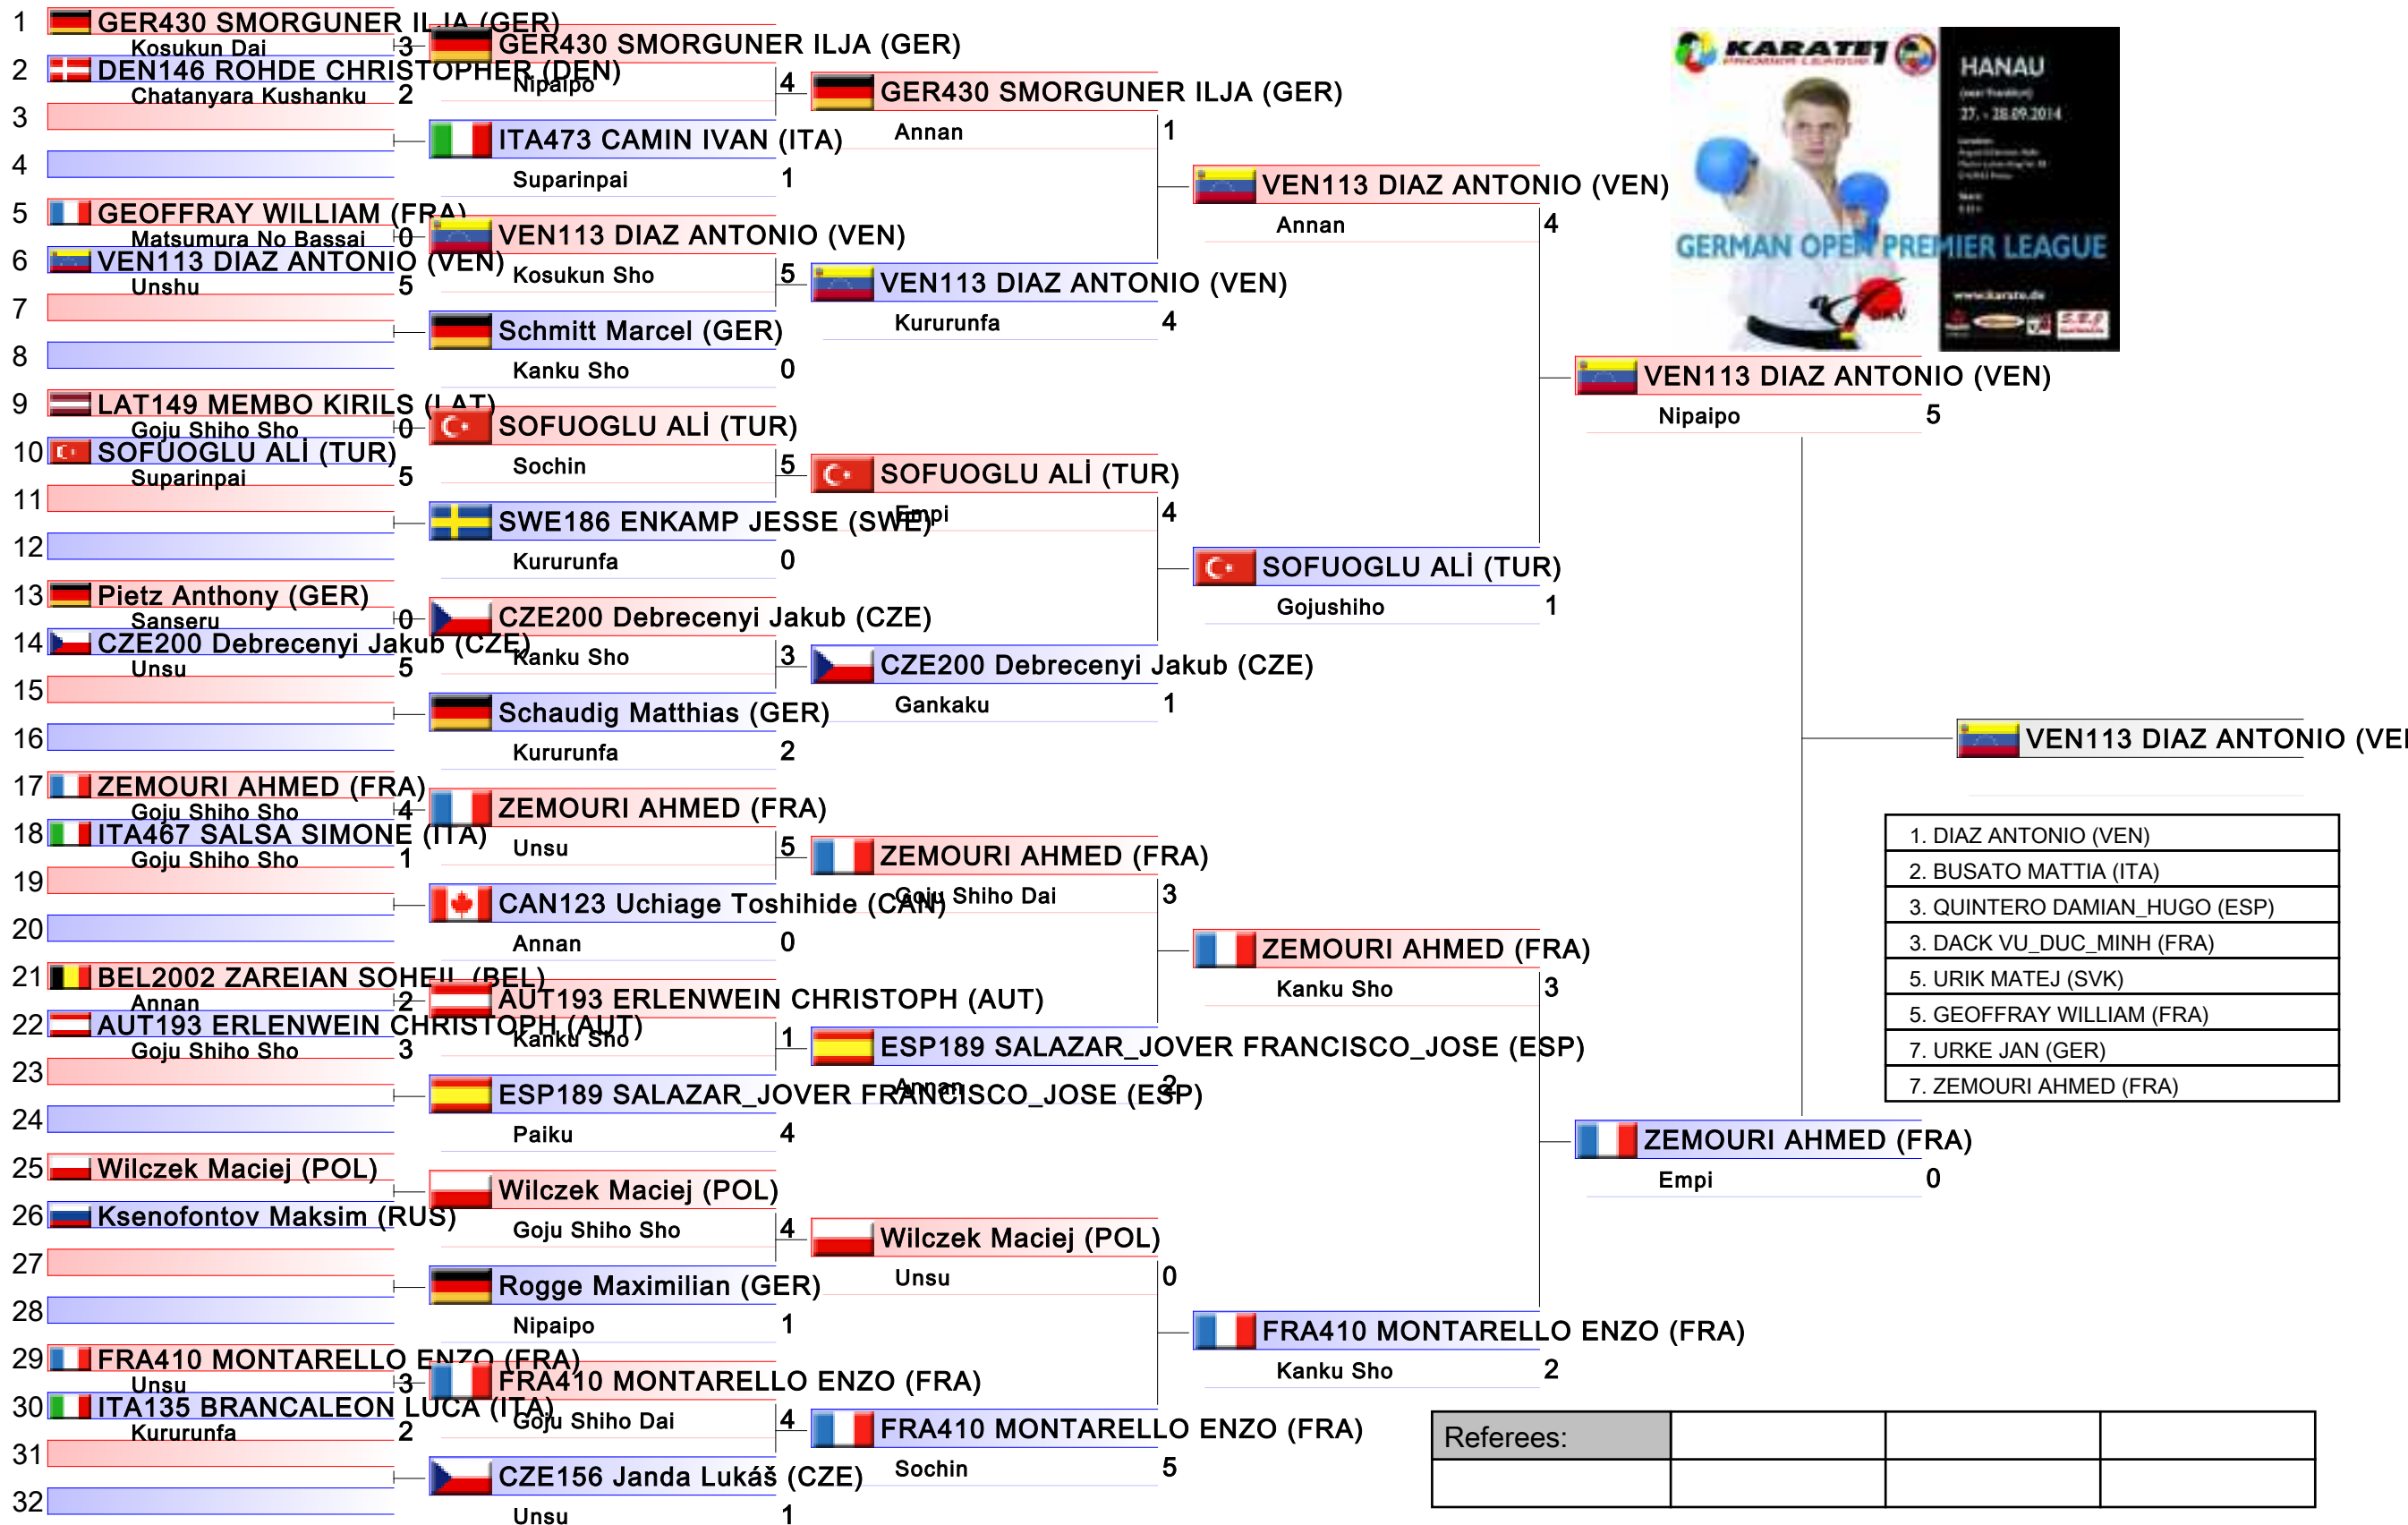 1 GER430 SMORGUNER ILJA (GER)
Kosukun Dai 3
2 DEN146 ROHDE CHRISTOPHER (DEN)
Chatanyara Kushanku 2
3
4
5 GEOFFRAY WILLIAM (FRA)
Matsumura No Bassai 0
6 VEN113 DIAZ ANTONIO (VEN)
Unshu 5
7
8
9 LAT149 MEMBO KIRILS (LAT)
Goju Shiho Sho 0
10 SOFUOGLU ALİ (TUR)
Suparinpai 5
11
12
13 Pietz Anthony (GER)
Sanseru 0
14 CZE200 Debrecenyi Jakub (CZE)
Unsu 5
15
16
17 ZEMOURI AHMED (FRA)
Goju Shiho Sho 4
18 ITA467 SALSA SIMONE (ITA)
Goju Shiho Sho 1
19
20
21 BEL2002 ZAREIAN SOHEIL (BEL)
Annan 2
22 AUT193 ERLENWEIN CHRISTOPH (AUT)
Goju Shiho Sho 3
23
24
25 Wilczek Maciej (POL)
26 Ksenofontov Maksim (RUS)
27
28
29 FRA410 MONTARELLO ENZO (FRA)
Unsu 3
30 ITA135 BRANCALEON LUCA (ITA)
Kururunfa 2
31
32
GER430 SMORGUNER ILJA (GER)
Nipaipo 4
ITA473 CAMIN IVAN (ITA)
Suparinpai 1
VEN113 DIAZ ANTONIO (VEN)
Kosukun Sho 5
Schmitt Marcel (GER)
Kanku Sho 0
SOFUOGLU ALİ (TUR)
Sochin 5
SWE186 ENKAMP JESSE (SWE)
Kururunfa 0
CZE200 Debrecenyi Jakub (CZE)
Kanku Sho 3
Schaudig Matthias (GER)
Kururunfa 2
ZEMOURI AHMED (FRA)
Unsu 5
CAN123 Uchiage Toshihide (CAN)
Annan 0
AUT193 ERLENWEIN CHRISTOPH (AUT)
Kanku Sho 1
ESP189 SALAZAR_JOVER FRANCISCO_JOSE (ESP)
Paiku 4
Wilczek Maciej (POL)
Goju Shiho Sho 4
Rogge Maximilian (GER)
Nipaipo 1
FRA410 MONTARELLO ENZO (FRA)
Goju Shiho Dai 4
CZE156 Janda Lukáš (CZE)
Unsu 1
GER430 SMORGUNER ILJA (GER)
Annan 1
VEN113 DIAZ ANTONIO (VEN)
Kururunfa 4
SOFUOGLU ALİ (TUR)
Empi 4
CZE200 Debrecenyi Jakub (CZE)
Gankaku 1
ZEMOURI AHMED (FRA)
Goju Shiho Dai 3
ESP189 SALAZAR_JOVER FRANCISCO_JOSE (ESP)
Annan 2
Wilczek Maciej (POL)
Unsu 0
FRA410 MONTARELLO ENZO (FRA)
Sochin 5
VEN113 DIAZ ANTONIO (VEN)
Annan 4
SOFUOGLU ALİ (TUR)
Gojushiho 1
ZEMOURI AHMED (FRA)
Kanku Sho 3
FRA410 MONTARELLO ENZO (FRA)
Kanku Sho 2
KARATE1
PREMIER LEAGUE
HANAU
(near Frankfurt)
27. - 28.09.2014
GERMAN OPEN PREMIER LEAGUE
www.karate.de
VEN113 DIAZ ANTONIO (VEN)
Nipaipo 5
ZEMOURI AHMED (FRA)
Empi 0
VEN113 DIAZ ANTONIO (VE
1. DIAZ ANTONIO (VEN)
2. BUSATO MATTIA (ITA)
3. QUINTERO DAMIAN_HUGO (ESP)
3. DACK VU_DUC_MINH (FRA)
5. URIK MATEJ (SVK)
5. GEOFFRAY WILLIAM (FRA)
7. URKE JAN (GER)
7. ZEMOURI AHMED (FRA)
Referees: